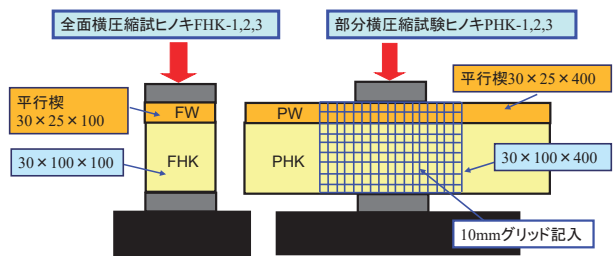 全面横圧縮試ヒノキFHK-1,2,3
部分横圧縮試験ヒノキPHK-1,2,3
平行楔
30×25×100
FW
PW
平行楔30×25×400
30×100×100
FHK
PHK
30×100×400
10mmグリッド記入